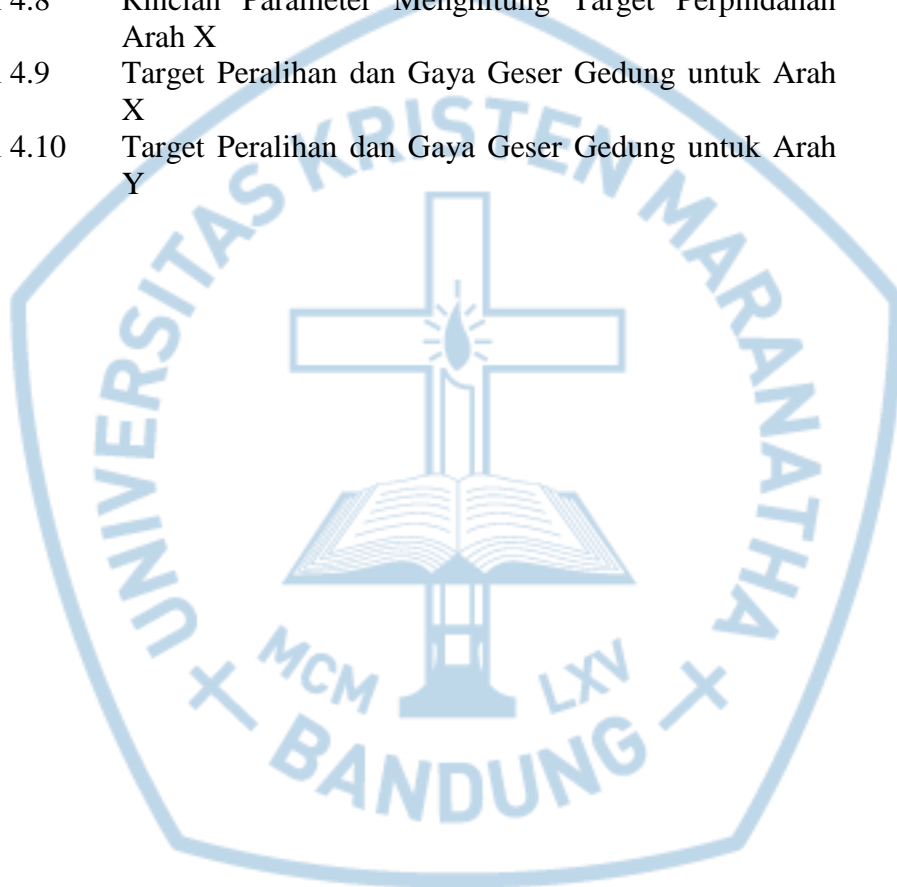 4.8 Rincian Parameter Menghitung Target Perpindahan
Arah X
4.9 Target Peralihan dan Gaya Geser Gedung untuk Arah
X
4.10 Target Peralihan dan Gaya Geser Gedung untuk Arah
Y
UNIVERSITAS KRISTEN MARANATHA
MCM LXV
BANDUNG